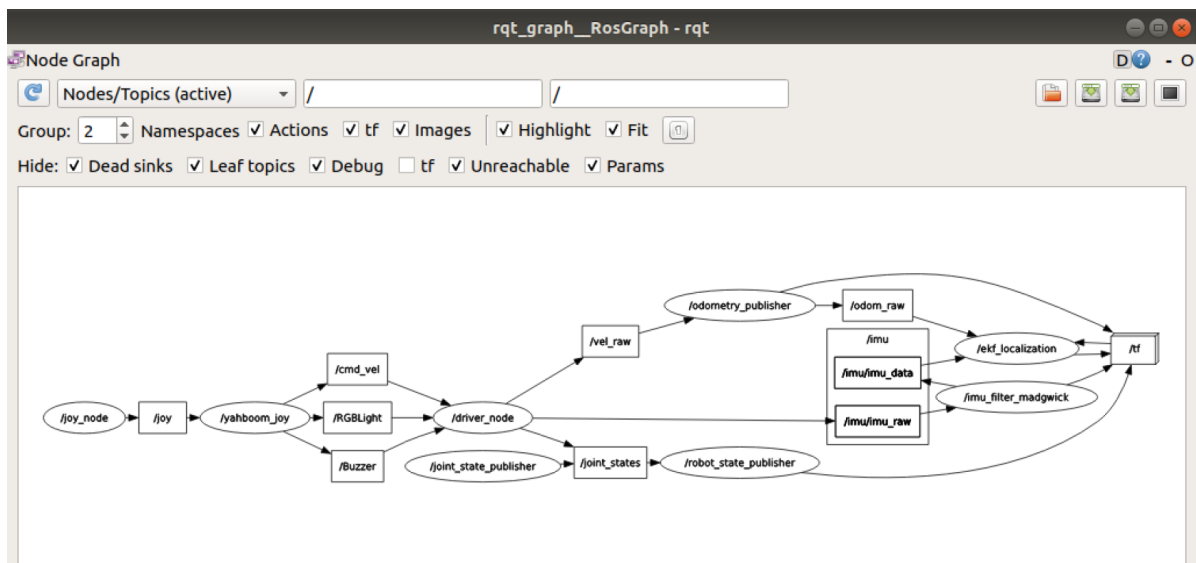 rqt_graph__RosGraph - rqt
Node Graph
D ? - O
Nodes/Topics (active) / /
Group: 2 Namespaces Actions tf Images Highlight Fit
Hide: Dead sinks Leaf topics Debug tf Unreachable Params
/odometry_publisher
/odom_raw
/vel_raw
/imu
/ekf_localization
/tf
/cmd_vel
/imu/imu_data
/imu_filter_madgwick
/joy_node
/joy
/yahboom_joy
/RGBLight
/driver_node
/imu/imu_raw
/Buzzer
/joint_state_publisher
/joint_states
/robot_state_publisher